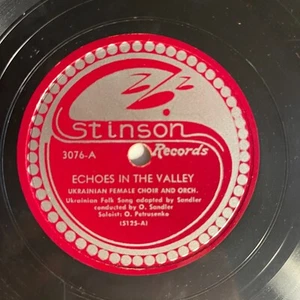 Stinson
Records
3076-A
ECHOES IN THE VALLEY
UKRAINIAN FEMALE CHOIR AND ORCH.
Ukrainian Folk Song adapted by Sandler
conducted by O. Sandler
Soloist: O. Petrusenko
(5125-A)